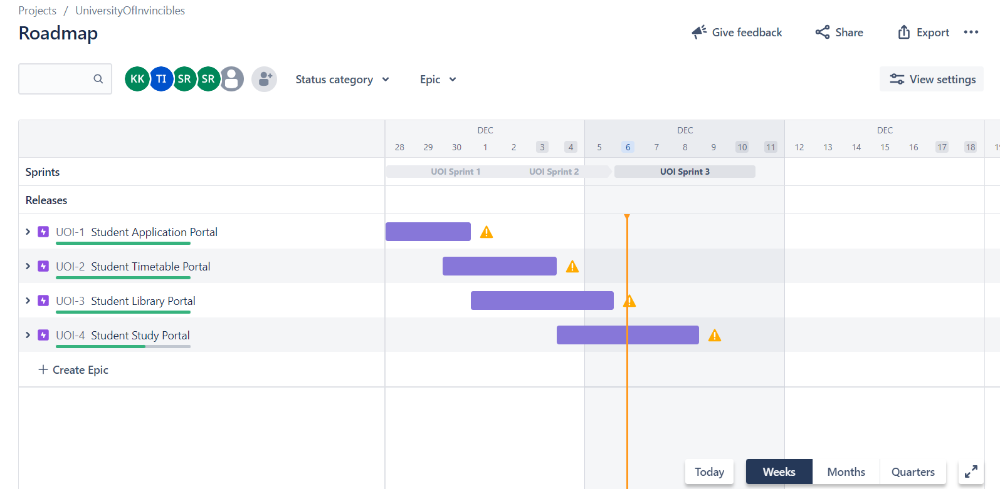 Projects / UniversityOfInvincibles
Roadmap
Give feedback Share Export
KK TI SR SR Status category Epic View settings
DEC DEC DEC
28 29 30 1 2 3 4 5 6 7 8 9 10 11 12 13 14 15 16 17 18
Sprints UOI Sprint 1 UOI Sprint 2 UOI Sprint 3
Releases
UOI-1 Student Application Portal
UOI-2 Student Timetable Portal
UOI-3 Student Library Portal
UOI-4 Student Study Portal
+ Create Epic
Today Weeks Months Quarters